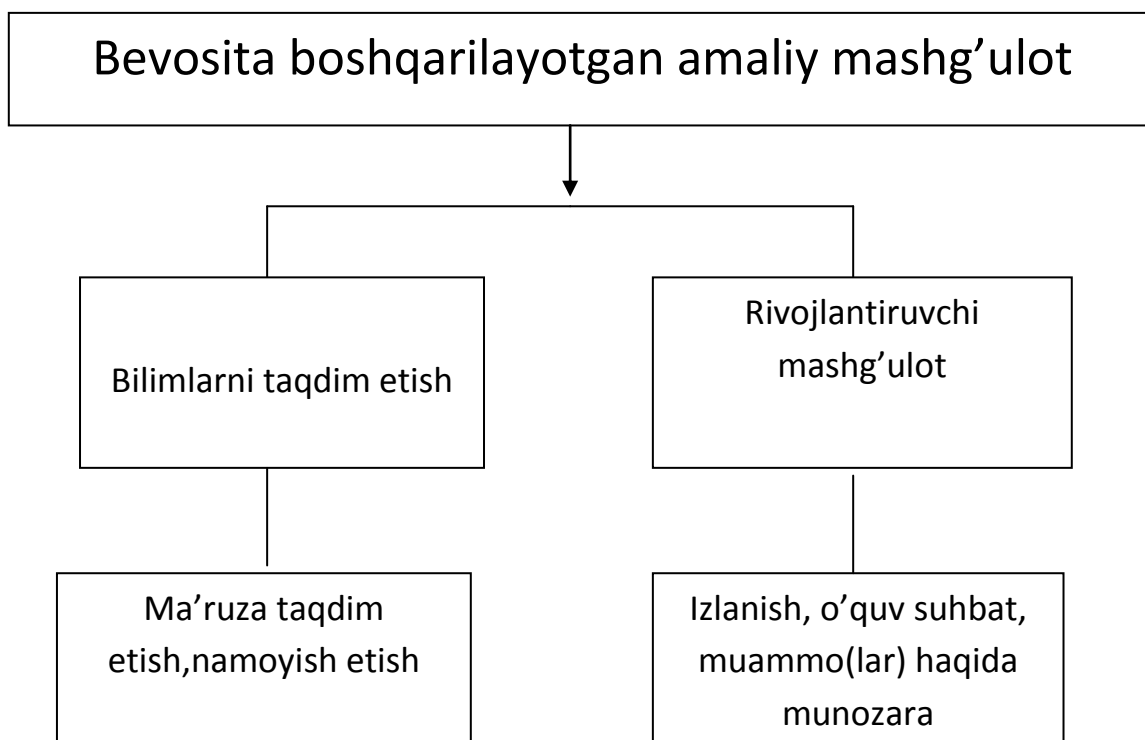 Bevosita boshqarilayotgan amaliy mashg’ulot
Bilimlarni taqdim etish
Rivojlantiruvchi
mashg’ulot
Ma’ruza taqdim
etish,namoyish etish
Izlanish, o’quv suhbat,
muammo(lar) haqida
munozara